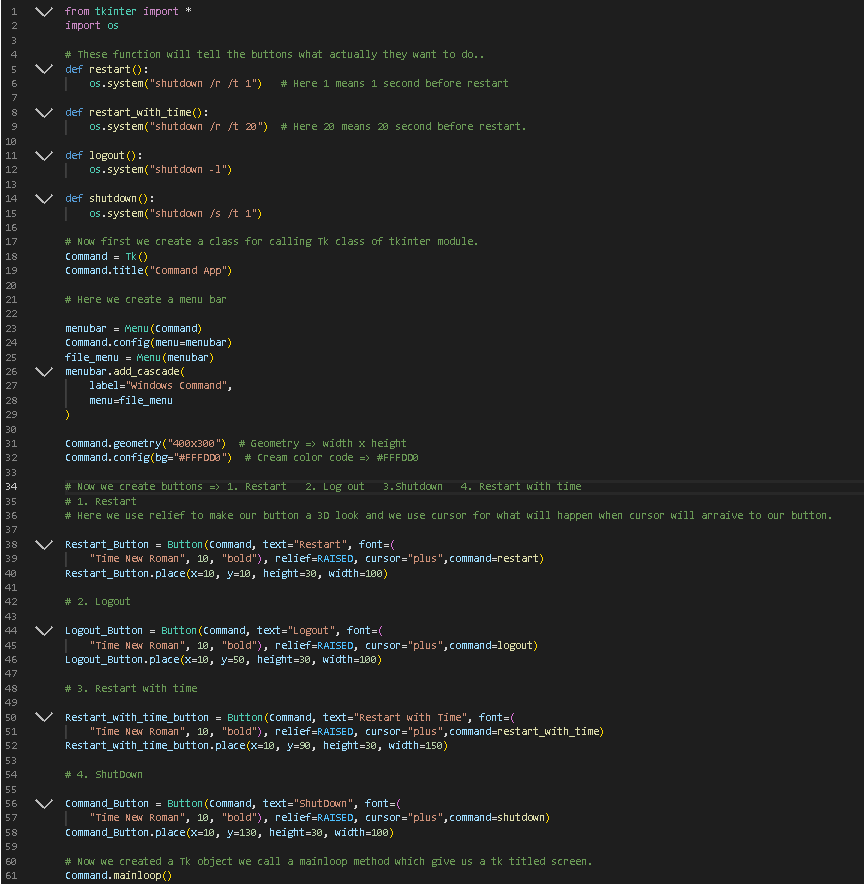 1 from tkinter import *
2 import os
3
4 # These function will tell the buttons what actually they want to do..
5 def restart():
6 os.system("shutdown /r /t 1")   # Here 1 means 1 second before restart
7
8 def restart_with_time():
9 os.system("shutdown /r /t 20")  # Here 20 means 20 second before restart.
10
11 def logout():
12 os.system("shutdown -l")
13
14 def shutdown():
15 os.system("shutdown /s /t 1")
16
17 # Now first we create a class for calling Tk class of tkinter module.
18 Command = Tk()
19 Command.title("Command App")
20
21 # Here we create a menu bar
22
23 menubar = Menu(Command)
24 Command.config(menu=menubar)
25 file_menu = Menu(menubar)
26 menubar.add_cascade(
27 label="Windows Command",
28 menu=file_menu
29 )
30
31 Command.geometry("400x300")  # Geometry => width x height
32 Command.config(bg="#FFFDD0")  # Cream color code => #FFFDD0
33
34 # Now we create buttons => 1. Restart   2. Log out   3.Shutdown   4. Restart with time
35 # 1. Restart
36 # Here we use relief to make our button a 3D look and we use cursor for what will happen when cursor will arraive to our button.
37
38 Restart_Button = Button(Command, text="Restart", font=(
39 "Time New Roman", 10, "bold"), relief=RAISED, cursor="plus",command=restart)
40 Restart_Button.place(x=10, y=10, height=30, width=100)
41
42 # 2. Logout
43
44 Logout_Button = Button(Command, text="Logout", font=(
45 "Time New Roman", 10, "bold"), relief=RAISED, cursor="plus",command=logout)
46 Logout_Button.place(x=10, y=50, height=30, width=100)
47
48 # 3. Restart with time
49
50 Restart_with_time_button = Button(Command, text="Restart with Time", font=(
51 "Time New Roman", 10, "bold"), relief=RAISED, cursor="plus",command=restart_with_time)
52 Restart_with_time_button.place(x=10, y=90, height=30, width=150)
53
54 # 4. ShutDown
55
56 Command_Button = Button(Command, text="ShutDown", font=(
57 "Time New Roman", 10, "bold"), relief=RAISED, cursor="plus",command=shutdown)
58 Command_Button.place(x=10, y=130, height=30, width=100)
59
60 # Now we created a Tk object we call a mainloop method which give us a tk titled screen.
61 Command.mainloop()